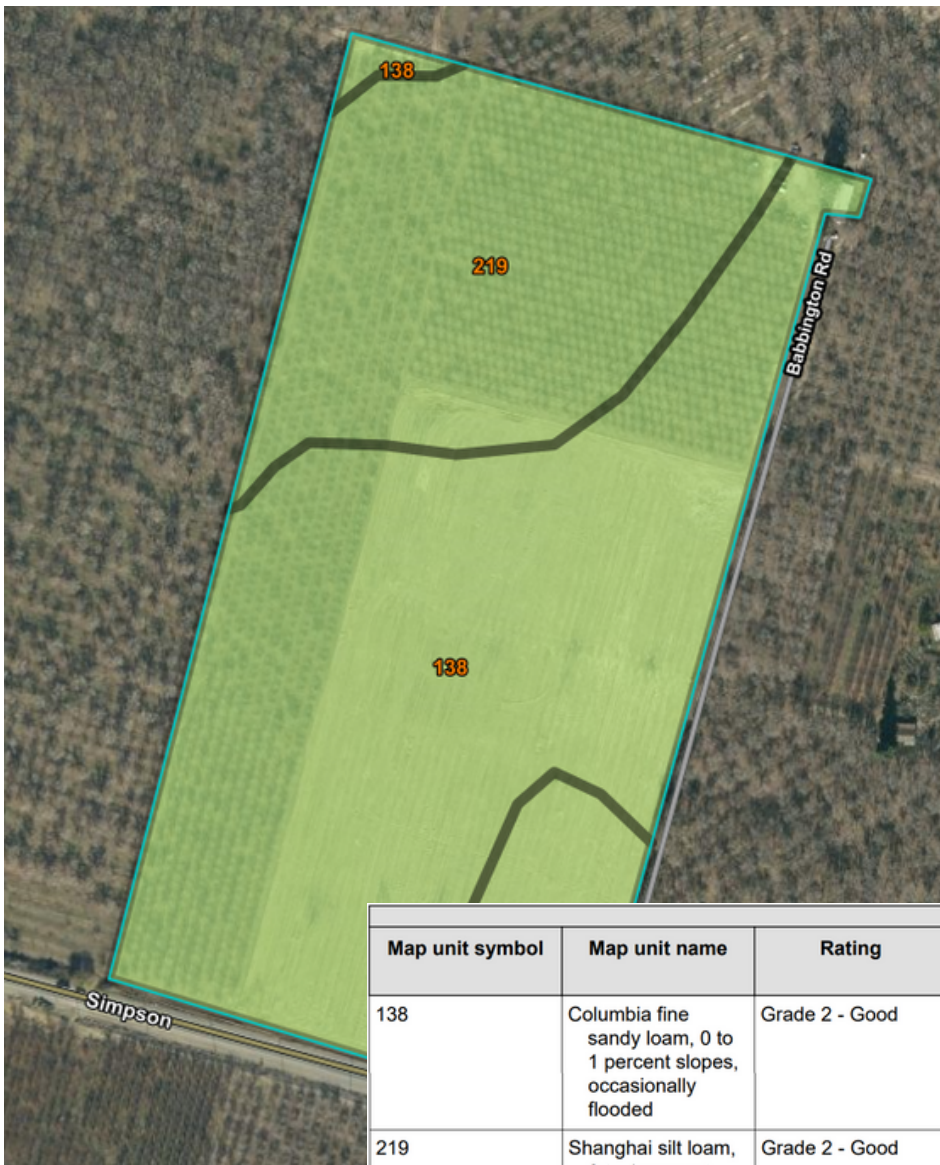 138
219
Babbington Rd
138
Simpson
Map unit symbol
Map unit name
Rating
138
Columbia fine
sandy loam, 0 to
1 percent slopes,
occasionally
flooded
Grade 2 - Good
219
Shanghai silt loam,
Grade 2 - Good